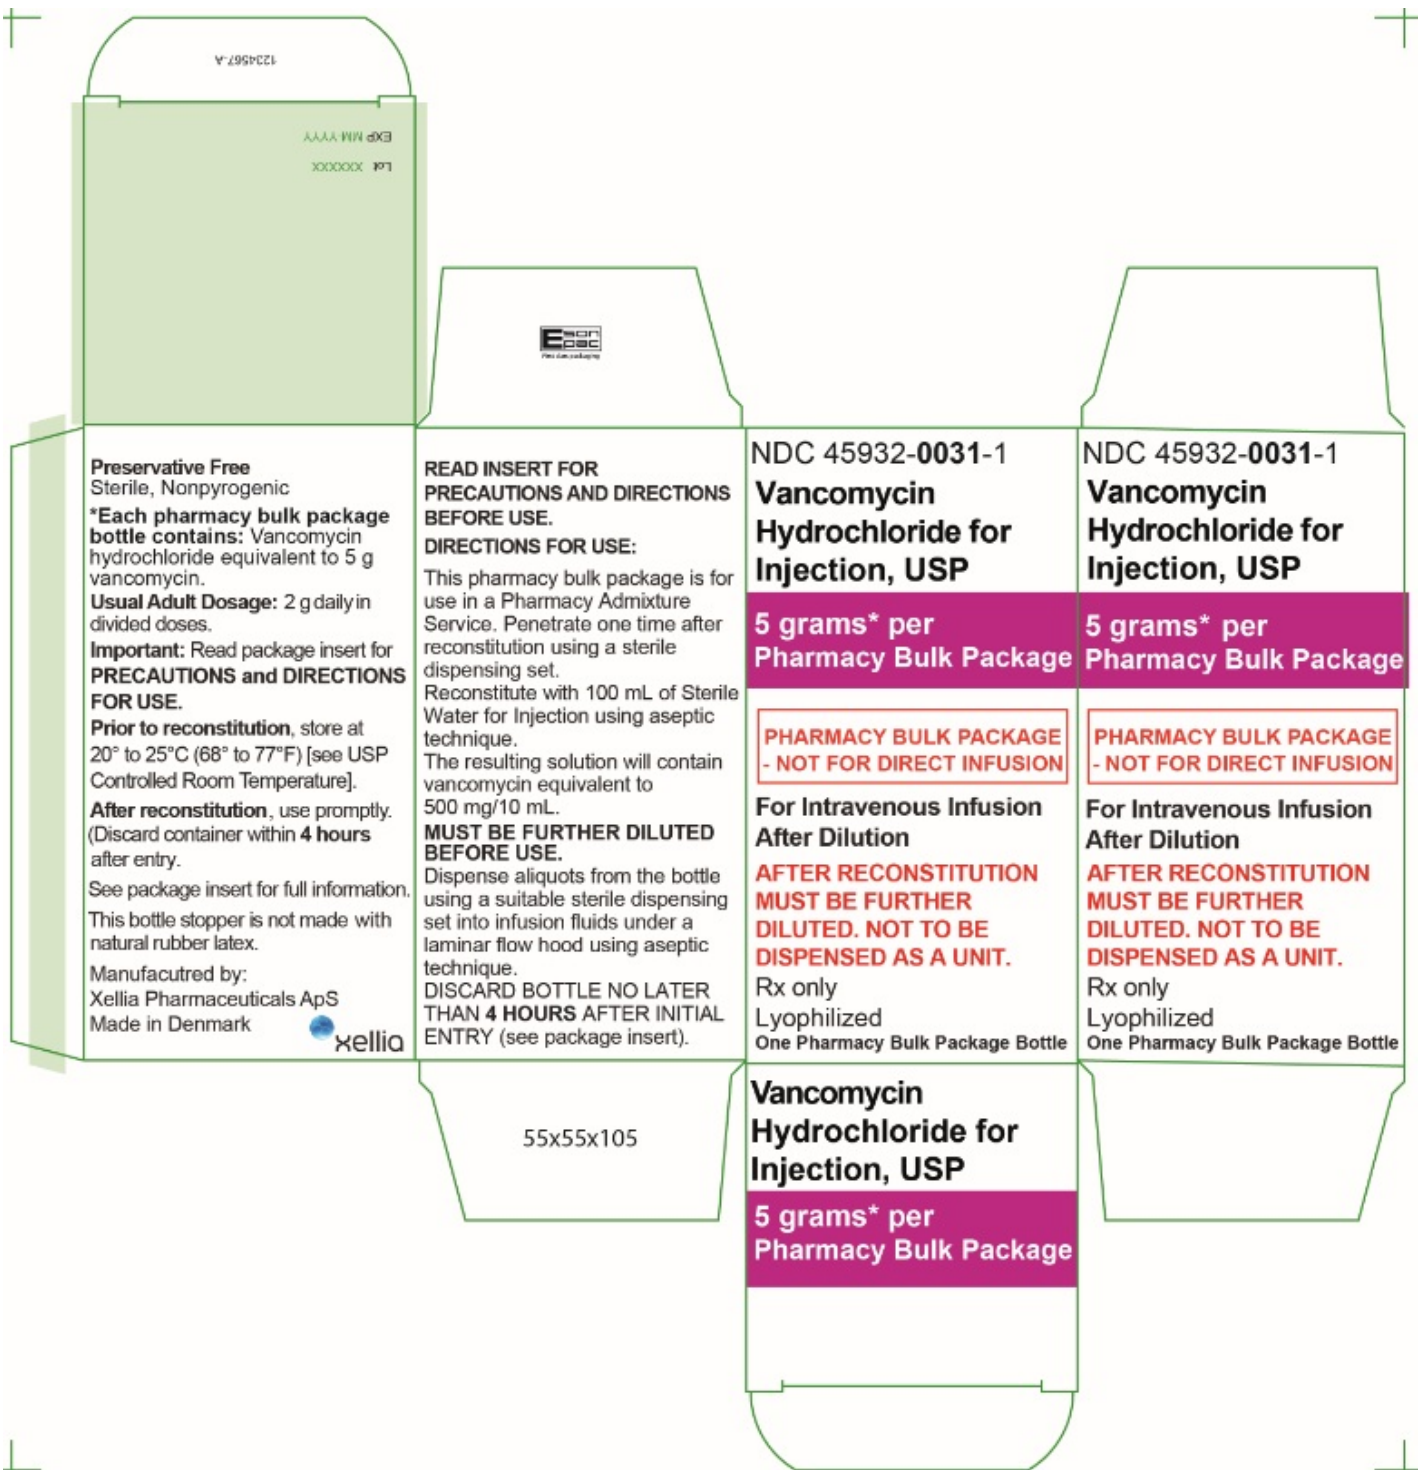 1234567-A
EXP MM-YYYY
Lot XXXXXX
Eson
pac
First class packaging
Preservative Free
Sterile, Nonpyrogenic
*Each pharmacy bulk package
bottle contains: Vancomycin
hydrochloride equivalent to 5 g
vancomycin.
Usual Adult Dosage: 2 g daily in
divided doses.
Important: Read package insert for
PRECAUTIONS and DIRECTIONS
FOR USE.
Prior to reconstitution, store at
20° to 25°C (68° to 77°F) [see USP
Controlled Room Temperature].
After reconstitution, use promptly.
(Discard container within 4 hours
after entry.
See package insert for full information.
This bottle stopper is not made with
natural rubber latex.
Manufacutred by:
Xellia Pharmaceuticals ApS
Made in Denmark
xellia
READ INSERT FOR
PRECAUTIONS AND DIRECTIONS
BEFORE USE.
DIRECTIONS FOR USE:
This pharmacy bulk package is for
use in a Pharmacy Admixture
Service. Penetrate one time after
reconstitution using a sterile
dispensing set.
Reconstitute with 100 mL of Sterile
Water for Injection using aseptic
technique.
The resulting solution will contain
vancomycin equivalent to
500 mg/10 mL.
MUST BE FURTHER DILUTED
BEFORE USE.
Dispense aliquots from the bottle
using a suitable sterile dispensing
set into infusion fluids under a
laminar flow hood using aseptic
technique.
DISCARD BOTTLE NO LATER
THAN 4 HOURS AFTER INITIAL
ENTRY (see package insert).
55x55x105
NDC 45932-0031-1
Vancomycin
Hydrochloride for
Injection, USP
5 grams* per
Pharmacy Bulk Package
PHARMACY BULK PACKAGE
- NOT FOR DIRECT INFUSION
For Intravenous Infusion
After Dilution
AFTER RECONSTITUTION
MUST BE FURTHER
DILUTED. NOT TO BE
DISPENSED AS A UNIT.
Rx only
Lyophilized
One Pharmacy Bulk Package Bottle
Vancomycin
Hydrochloride for
Injection, USP
5 grams* per
Pharmacy Bulk Package
NDC 45932-0031-1
Vancomycin
Hydrochloride for
Injection, USP
5 grams* per
Pharmacy Bulk Package
PHARMACY BULK PACKAGE
- NOT FOR DIRECT INFUSION
For Intravenous Infusion
After Dilution
AFTER RECONSTITUTION
MUST BE FURTHER
DILUTED. NOT TO BE
DISPENSED AS A UNIT.
Rx only
Lyophilized
One Pharmacy Bulk Package Bottle